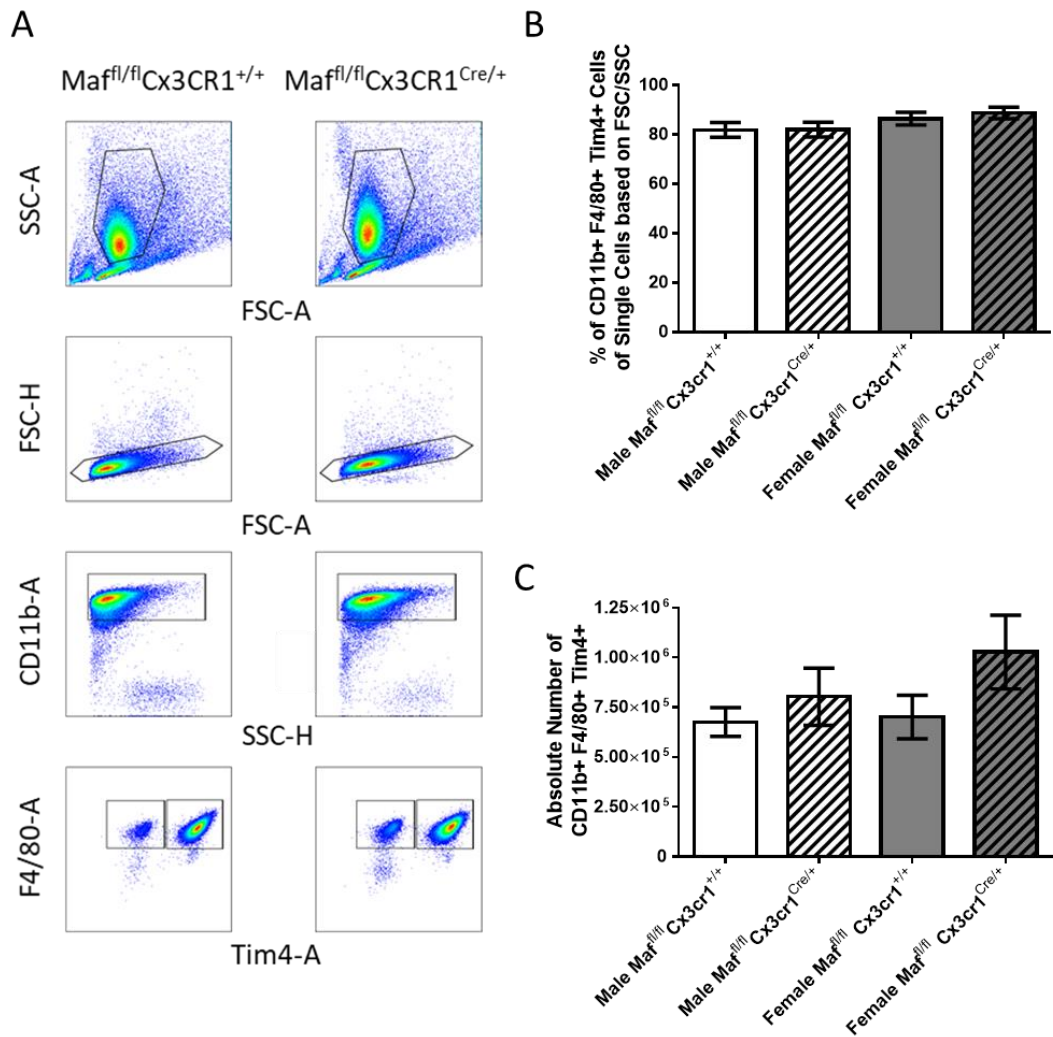 A
Maf^fl/fl Cx3CR1^+/+
Maf^fl/fl Cx3CR1^Cre/+
SSC-A
FSC-A
FSC-H
FSC-A
CD11b-A
SSC-H
F4/80-A
Tim4-A
B
% of CD11b+ F4/80+ Tim4+ Cells
of Single Cells based on FSC/SSC
100
80
60
40
20
0
Male Maf^fl/fl Cx3cr1^+/+
Male Maf^fl/fl Cx3cr1^Cre/+
Female Maf^fl/fl Cx3cr1^+/+
Female Maf^fl/fl Cx3cr1^Cre/+
C
Absolute Number of
CD11b+ F4/80+ Tim4+
1.25×10^6
1.00×10^6
7.50×10^5
5.00×10^5
2.50×10^5
0
Male Maf^fl/fl Cx3cr1^+/+
Male Maf^fl/fl Cx3cr1^Cre/+
Female Maf^fl/fl Cx3cr1^+/+
Female Maf^fl/fl Cx3cr1^Cre/+